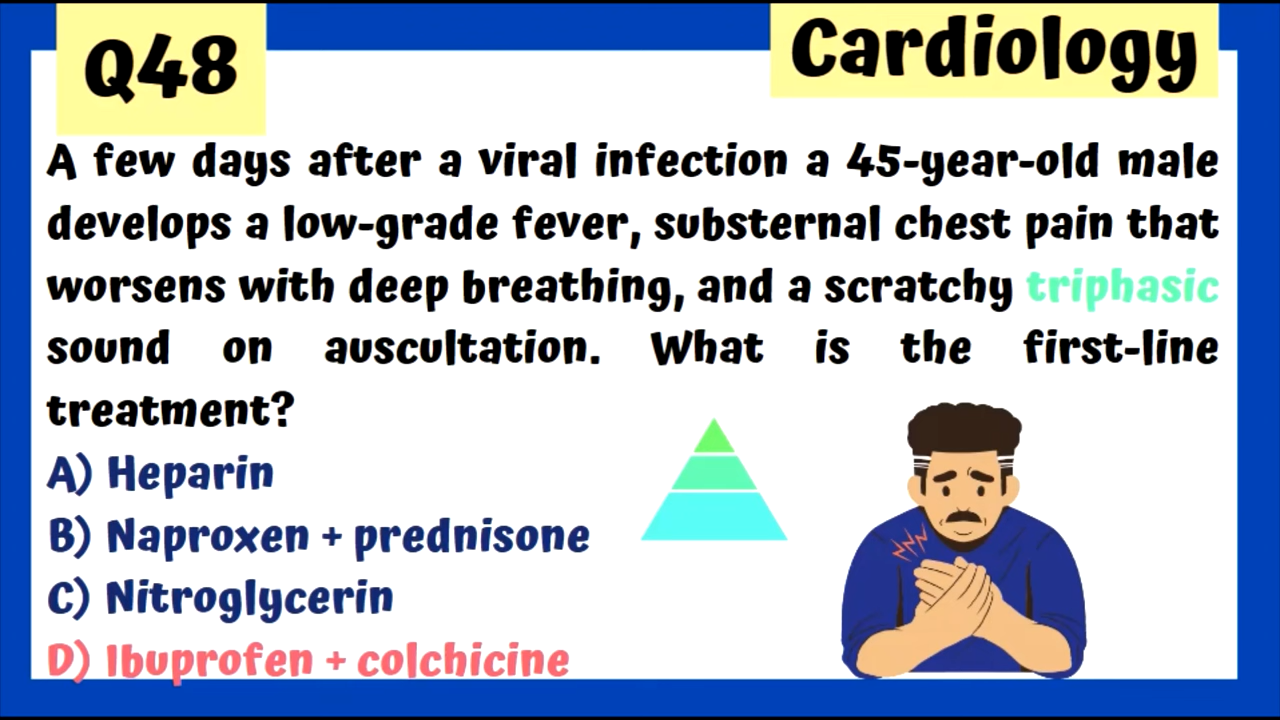 Q48
Cardiology
A few days after a viral infection a 45-year-old male
develops a low-grade fever, substernal chest pain that
worsens with deep breathing, and a scratchy triphasic
sound on auscultation. What is the first-line
treatment?
A) Heparin
B) Naproxen + prednisone
C) Nitroglycerin
D) Ibuprofen + colchicine